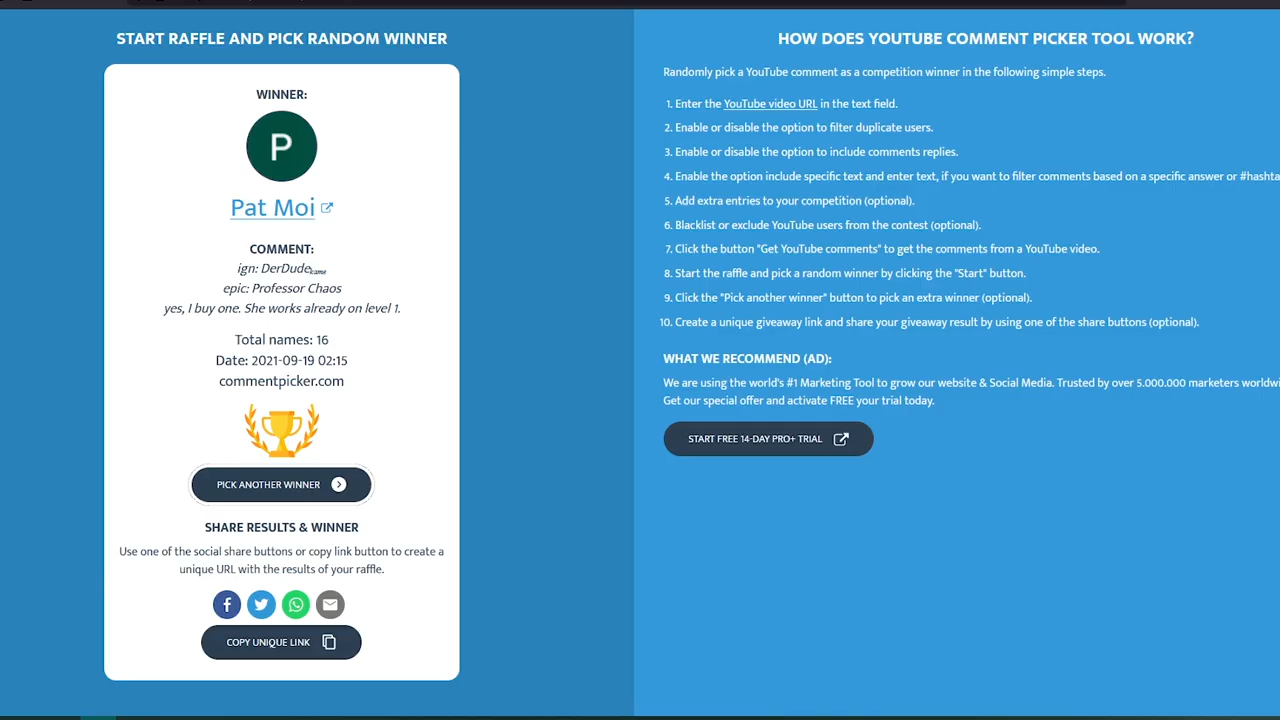 START RAFFLE AND PICK RANDOM WINNER
WINNER:
P
Pat Moi
COMMENT:
ign: DerDude
epic: Professor Chaos
yes, I buy one. She works already on level 1.
Total names: 16
Date: 2021-09-19 02:15
commentpicker.com
PICK ANOTHER WINNER
SHARE RESULTS & WINNER
Use one of the social share buttons or copy link button to create a
unique URL with the results of your raffle.
COPY UNIQUE LINK
HOW DOES YOUTUBE COMMENT PICKER TOOL WORK?
Randomly pick a YouTube comment as a competition winner in the following simple steps.
1. Enter the YouTube video URL in the text field.
2. Enable or disable the option to filter duplicate users.
3. Enable or disable the option to include comments replies.
4. Enable the option include specific text and enter text, if you want to filter comments based on a specific answer or #hashta
5. Add extra entries to your competition (optional).
6. Blacklist or exclude YouTube users from the contest (optional).
7. Click the button "Get YouTube comments" to get the comments from a YouTube video.
8. Start the raffle and pick a random winner by clicking the "Start" button.
9. Click the "Pick another winner" button to pick an extra winner (optional).
10. Create a unique giveaway link and share your giveaway result by using one of the share buttons (optional).
WHAT WE RECOMMEND (AD):
We are using the world's #1 Marketing Tool to grow our website & Social Media. Trusted by over 5.000.000 marketers worldwi
Get our special offer and activate FREE your trial today.
START FREE 14-DAY PRO+ TRIAL